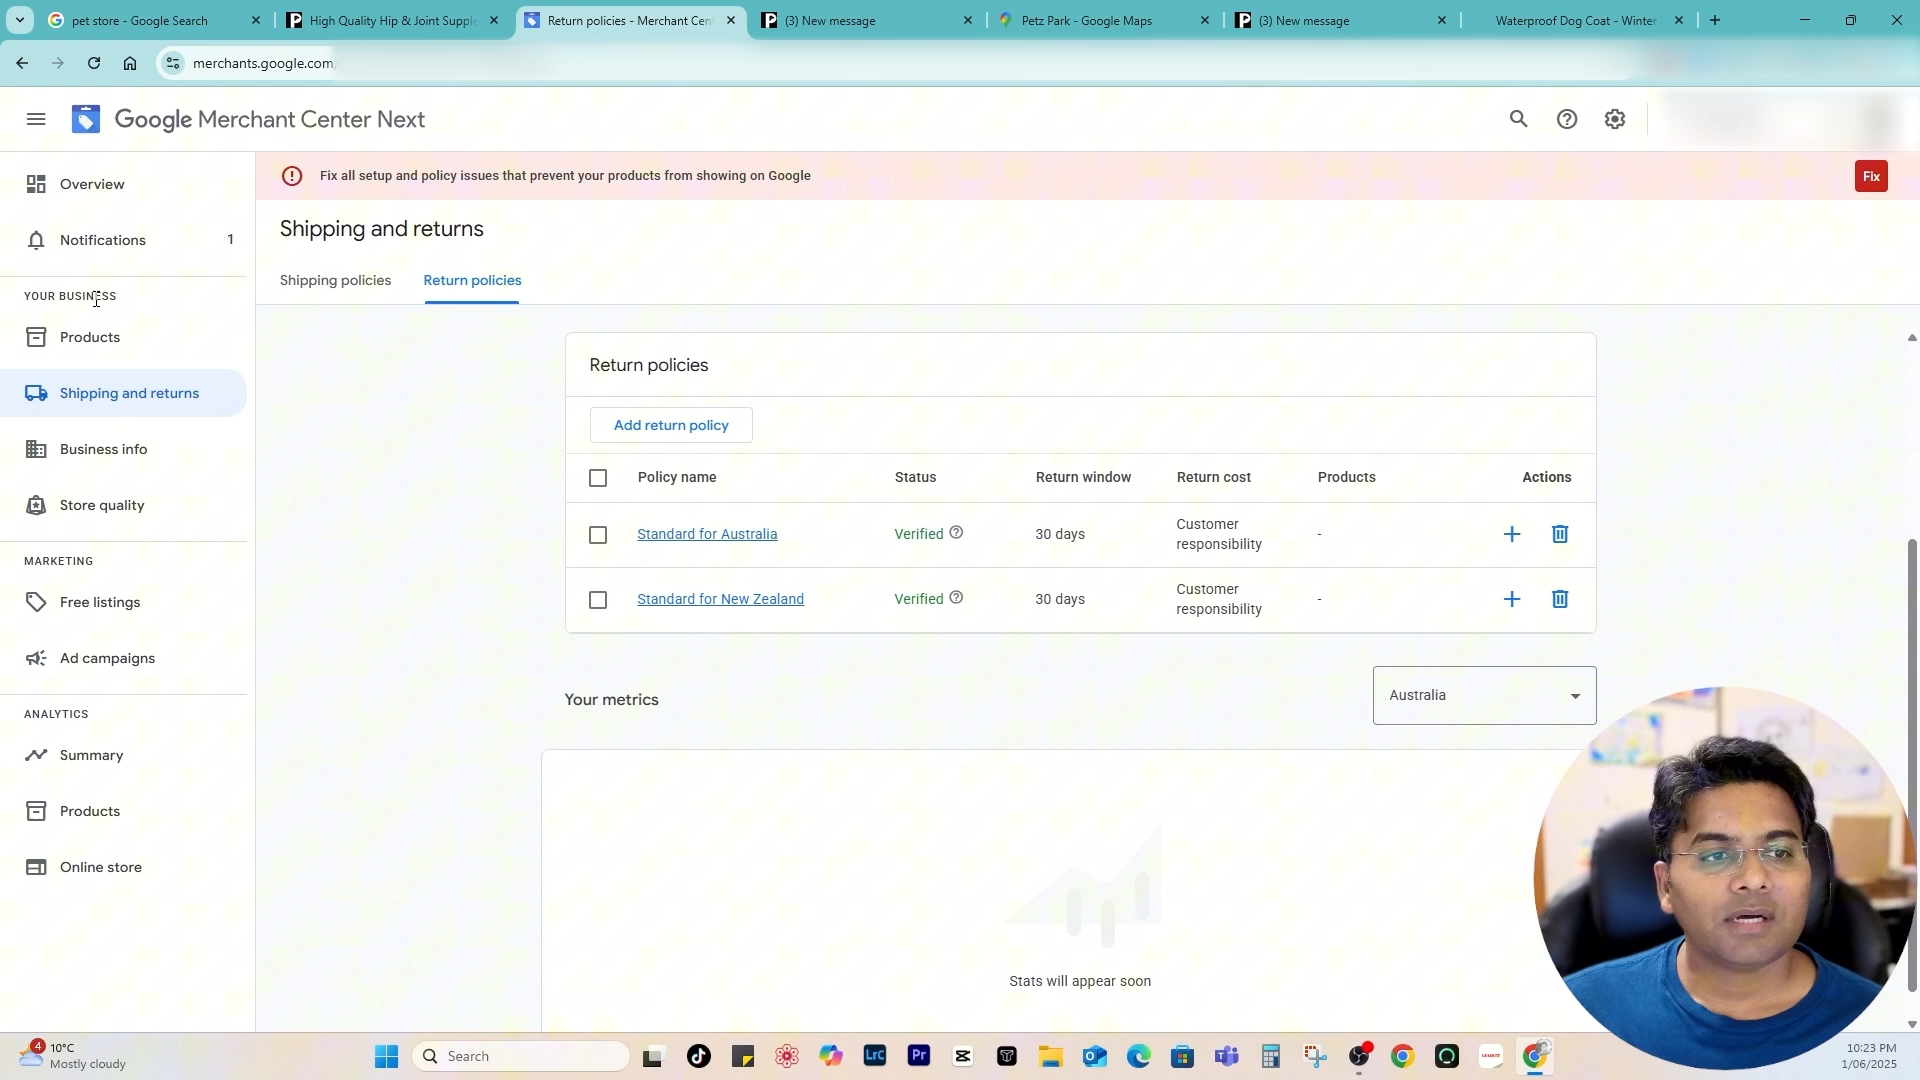 pet store - Google Search
High Quality Hip & Joint Supple
Return policies - Merchant Cen
(3) New message
Petz Park - Google Maps
(3) New message
Waterproof Dog Coat - Winter
merchants.google.com/
Google Merchant Center Next
Overview
Notifications 1
YOUR BUSINESS
Products
Shipping and returns
Business info
Store quality
MARKETING
Free listings
Ad campaigns
ANALYTICS
Summary
Products
Online store
Fix all setup and policy issues that prevent your products from showing on Google
Fix
Shipping and returns
Shipping policies Return policies
Return policies
Add return policy
Policy name Status Return window Return cost Products Actions
Standard for Australia Verified 30 days Customer responsibility -
Standard for New Zealand Verified 30 days Customer responsibility -
Your metrics
Australia
Stats will appear soon
4
10°C
Mostly cloudy
Search
LrC
Pr
10:23 PM
1/06/2025